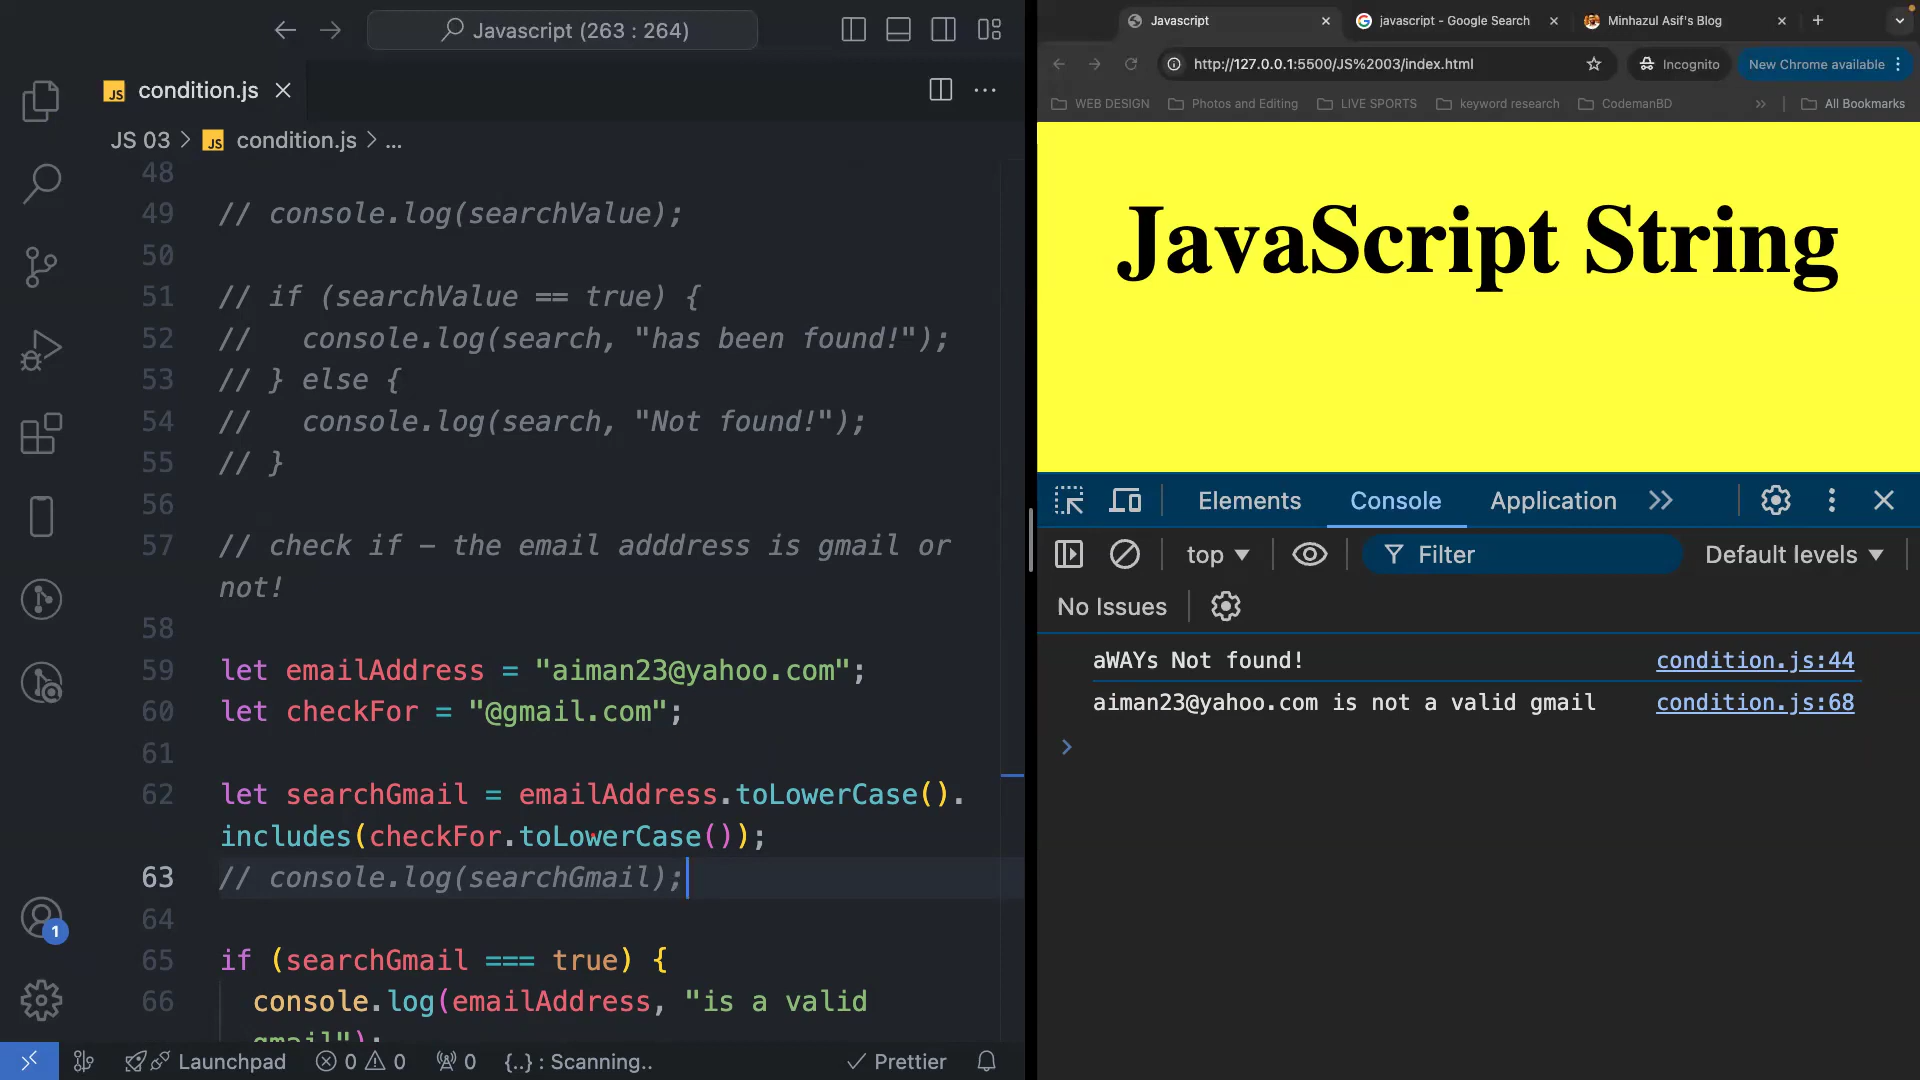 Javascript (263 : 264)
JS condition.js
JS 03 > JS condition.js > ...
48
49 // console.log(searchValue);
50
51 // if (searchValue == true) {
52 //   console.log(search, "has been found!");
53 // } else {
54 //   console.log(search, "Not found!");
55 // }
56
57 // check if – the email adddress is gmail or
not!
58
59 let emailAddress = "aiman23@yahoo.com";
60 let checkFor = "@gmail.com";
61
62 let searchGmail = emailAddress.toLowerCase().
includes(checkFor.toLowerCase());
63 // console.log(searchGmail);
64
65 if (searchGmail === true) {
66   console.log(emailAddress, "is a valid
gmail");
1
Launchpad 0 0 0 {..} : Scanning.. Prettier
Javascript
javascript - Google Search
Minhazul Asif's Blog
http://127.0.0.1:5500/JS%2003/index.html
Incognito
New Chrome available
WEB DESIGN
Photos and Editing
LIVE SPORTS
keyword research
CodemanBD
All Bookmarks
JavaScript String
Elements Console Application
top Filter Default levels
No Issues
aWAYs Not found! condition.js:44
aiman23@yahoo.com is not a valid gmail condition.js:68